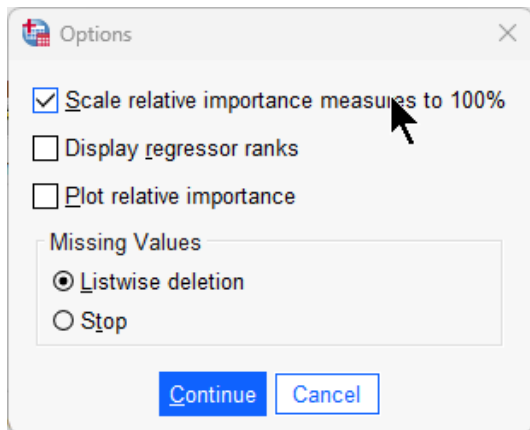 Options
Scale relative importance measures to 100%
Display regressor ranks
Plot relative importance
Missing Values
Listwise deletion
Stop
Continue Cancel